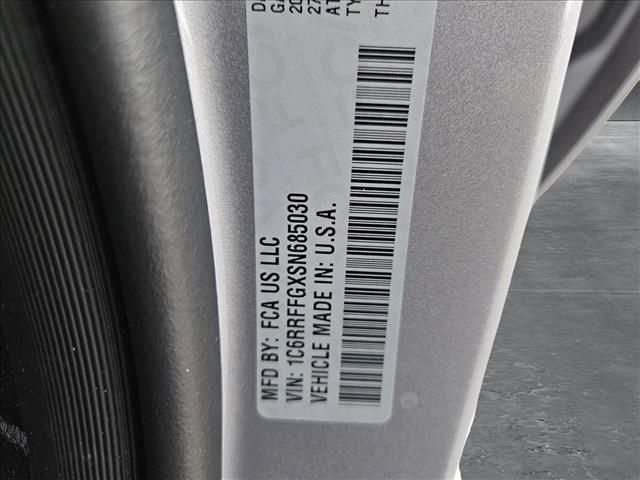 MFD BY: FCA US LLC
VIN: 1C6RRFFGXSN685030
VEHICLE MADE IN: U.S.A.